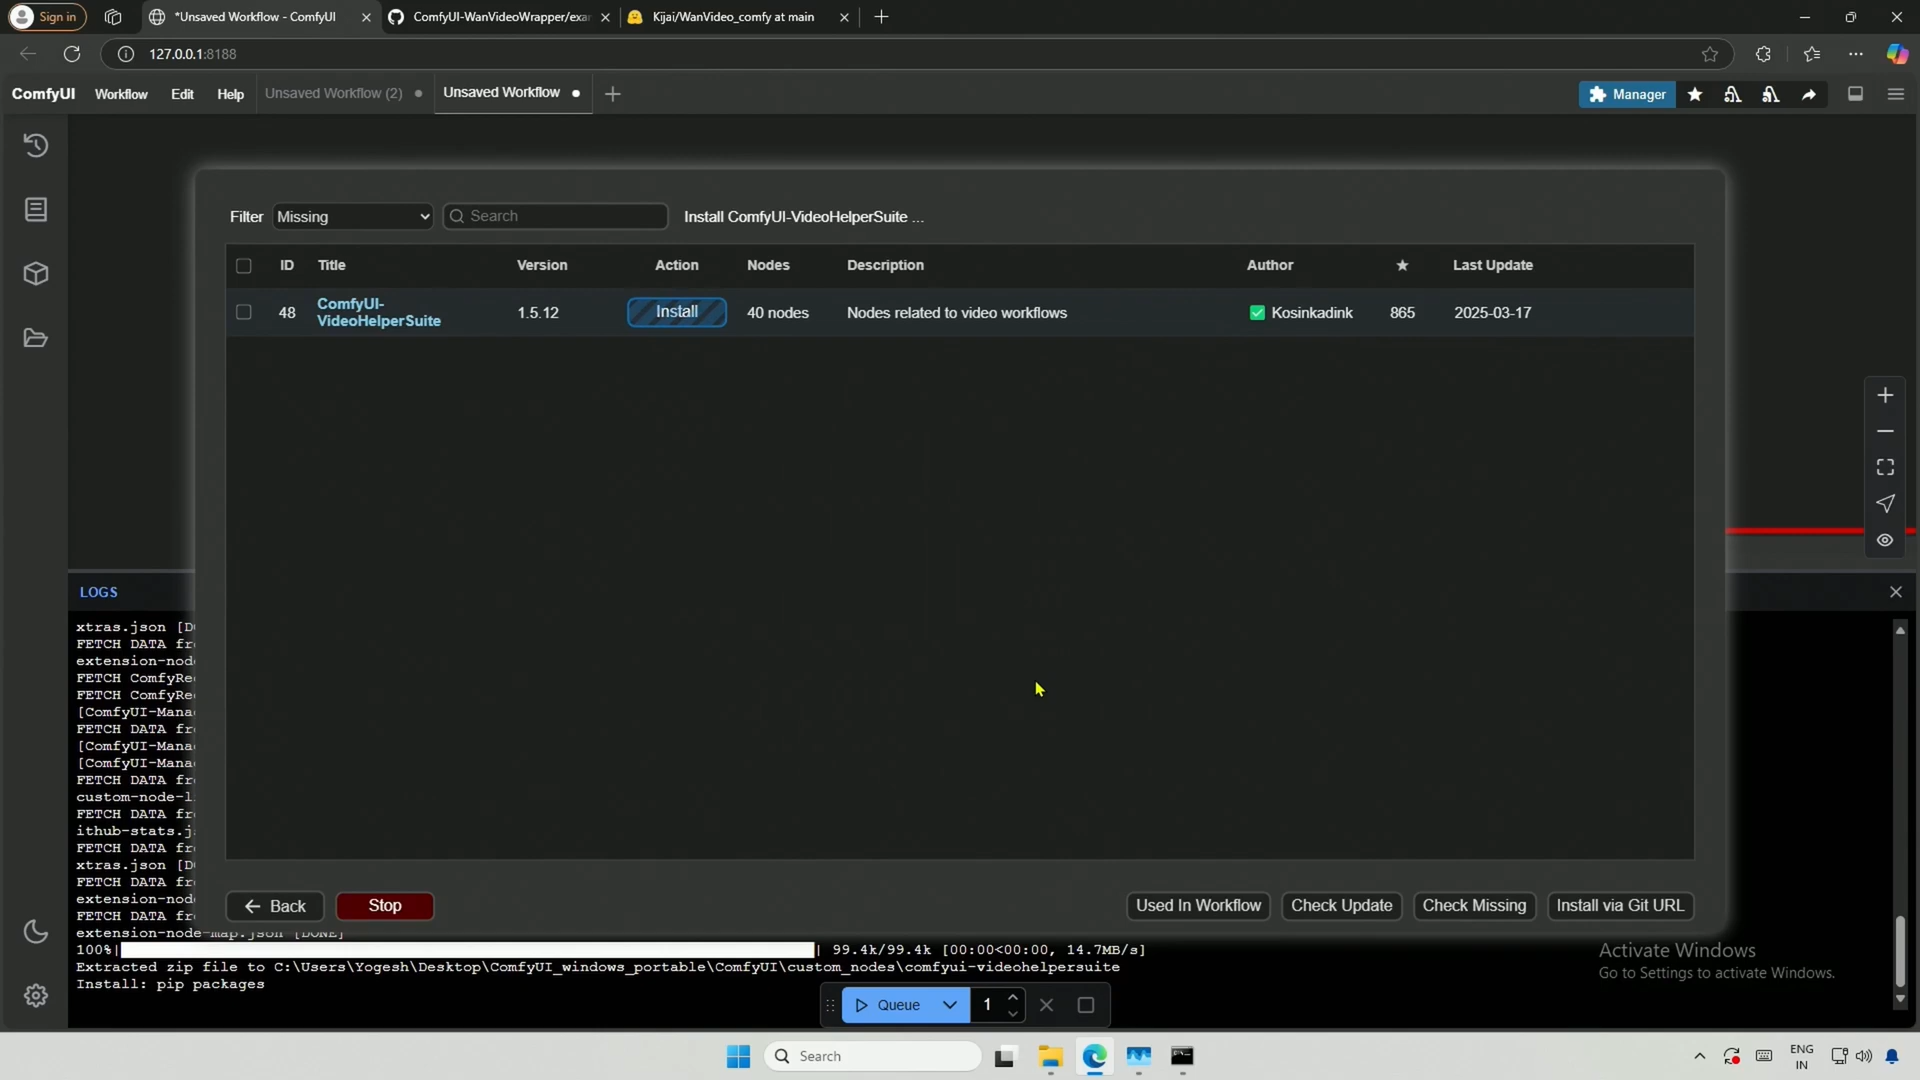 Sign in
*Unsaved Workflow - ComfyUI
ComfyUI-WanVideoWrapper/exa
Kijai/WanVideo_comfy at main
127.0.0.1:8188
ComfyUI
Workflow
Edit
Help
Unsaved Workflow (2)
Unsaved Workflow
Manager
Filter
Missing
Search
Install ComfyUI-VideoHelperSuite ...
ID Title Version Action Nodes Description Author ★ Last Update
48 ComfyUI-VideoHelperSuite 1.5.12 Install 40 nodes Nodes related to video workflows Kosinkadink 865 2025-03-17
LOGS
xtras.json [D
FETCH DATA fr
extension-nod
FETCH ComfyRe
FETCH ComfyRe
[ComfyUI-Mana
FETCH DATA fr
[ComfyUI-Mana
[ComfyUI-Mana
FETCH DATA fr
custom-node-l
FETCH DATA fr
ithub-stats.j
FETCH DATA fr
xtras.json [D
FETCH DATA fr
extension-nod
FETCH DATA fr
extension-node-map.json [DONE]
Back
Stop
Used In Workflow
Check Update
Check Missing
Install via Git URL
100%| | 99.4k/99.4k [00:00<00:00, 14.7MB/s]
Extracted zip file to C:\Users\Yogesh\Desktop\ComfyUI_windows_portable\ComfyUI\custom_nodes\comfyui-videohelpersuite
Install: pip packages
Activate Windows
Go to Settings to activate Windows.
Queue
1
Search
ENG
IN